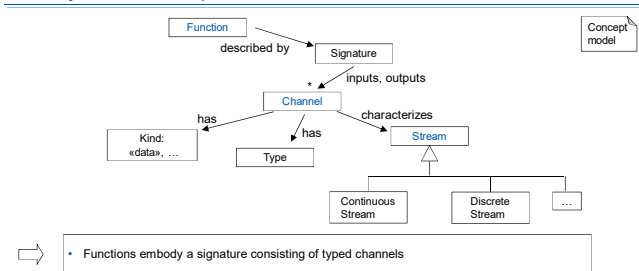 Function
Concept
model
described by
Signature
inputs, outputs
*
Channel
has
characterizes
Kind:
«data», ...
has
Type
Stream
Continuous
Stream
Discrete
Stream
...
• Functions embody a signature consisting of typed channels